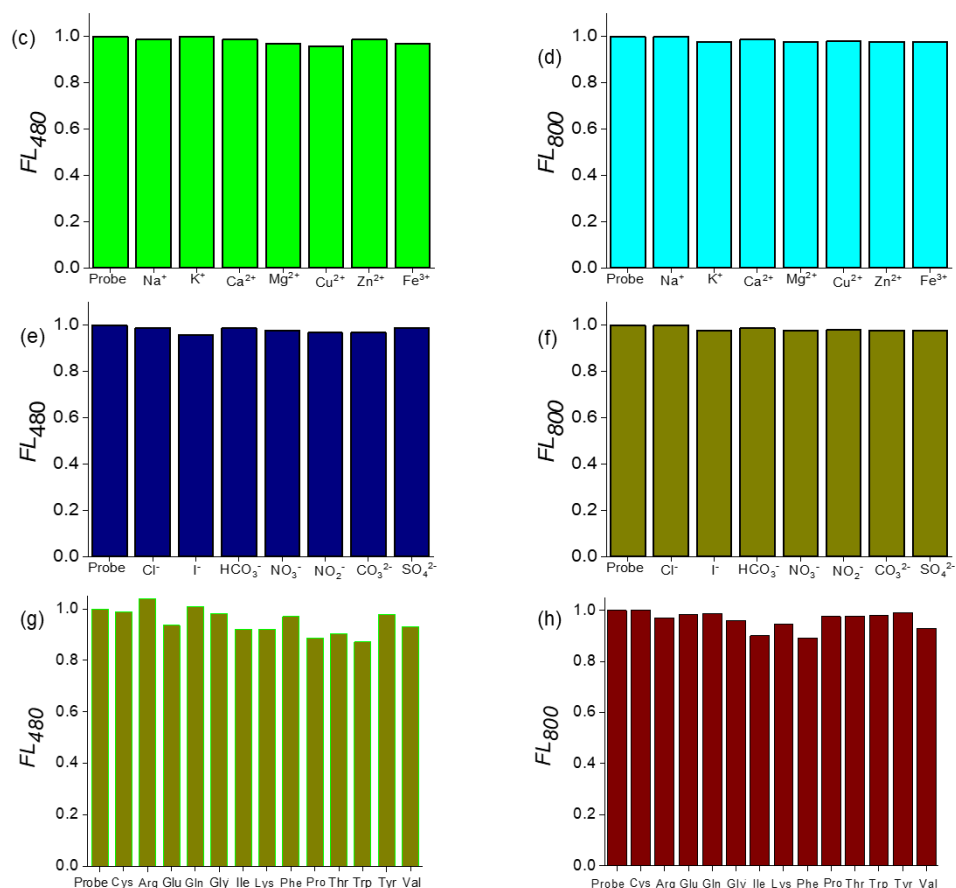 (c)
FL480
1.0
0.8
0.6
0.4
0.2
0.0
Probe Na⁺ K⁺ Ca²⁺ Mg²⁺ Cu²⁺ Zn²⁺ Fe³⁺
(d)
FL800
1.0
0.8
0.6
0.4
0.2
0.0
Probe Na⁺ K⁺ Ca²⁺ Mg²⁺ Cu²⁺ Zn²⁺ Fe³⁺
(e)
FL480
1.0
0.8
0.6
0.4
0.2
0.0
Probe Cl⁻ I⁻ HCO₃⁻ NO₃⁻ NO₂⁻ CO₃²⁻ SO₄²⁻
(f)
FL800
1.0
0.8
0.6
0.4
0.2
0.0
Probe Cl⁻ I⁻ HCO₃⁻ NO₃⁻ NO₂⁻ CO₃²⁻ SO₄²⁻
(g)
FL480
1.0
0.8
0.6
0.4
0.2
0.0
Probe Cys Arg Glu Gln Gly Ile Lys Phe Pro Thr Trp Tyr Val
(h)
FL800
1.0
0.8
0.6
0.4
0.2
0.0
Probe Cys Arg Glu Gln Gly Ile Lys Phe Pro Thr Trp Tyr Val